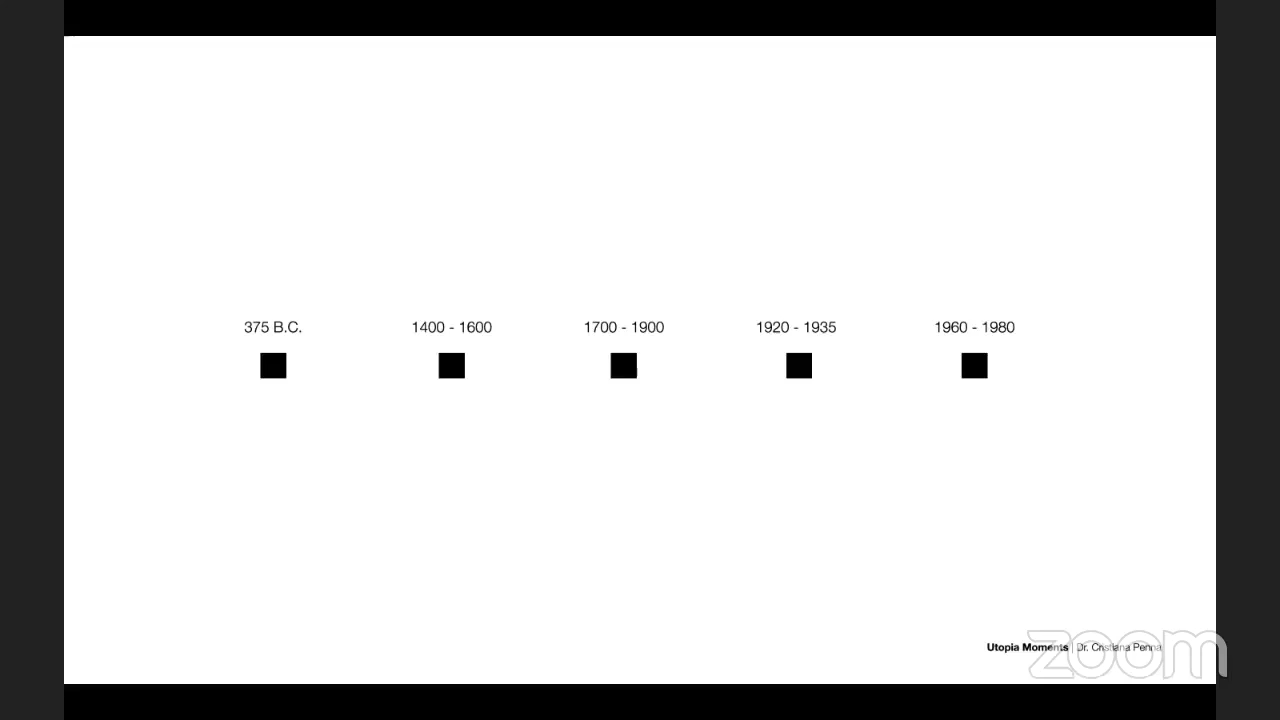 375 B.C. 1400 - 1600 1700 - 1900 1920 - 1935 1960 - 1980
Utopia Moments | Dr. Cristiana Penna
zoom